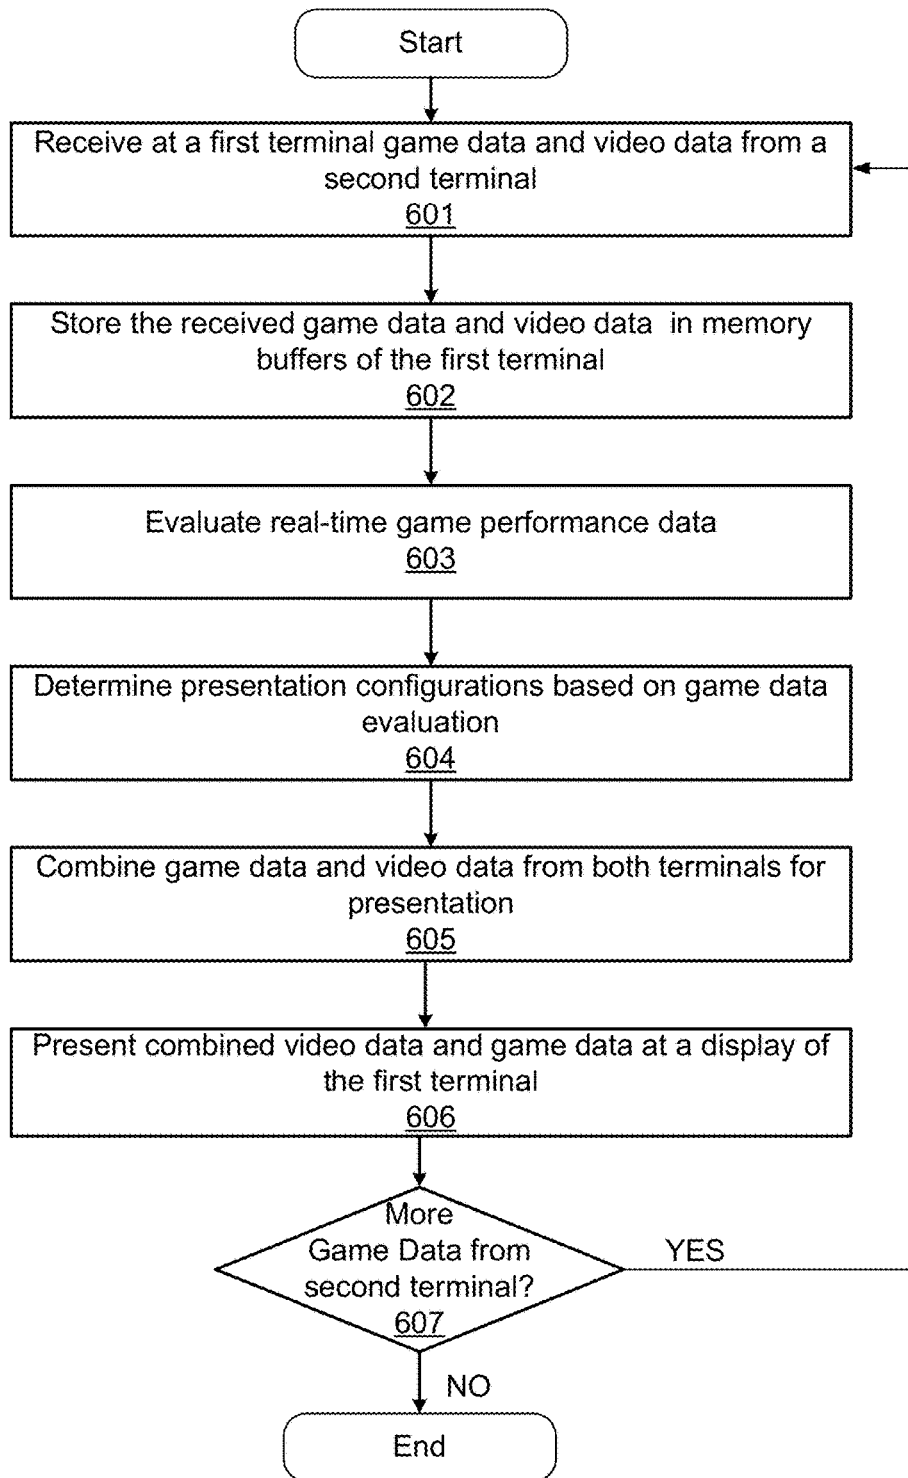 Start
Receive at a first terminal game data and video data from a
second terminal
601
Store the received game data and video data in memory
buffers of the first terminal
602
Evaluate real-time game performance data
603
Determine presentation configurations based on game data
evaluation
604
Combine game data and video data from both terminals for
presentation
605
Present combined video data and game data at a display of
the first terminal
606
More
Game Data from
second terminal?
607
YES
NO
End